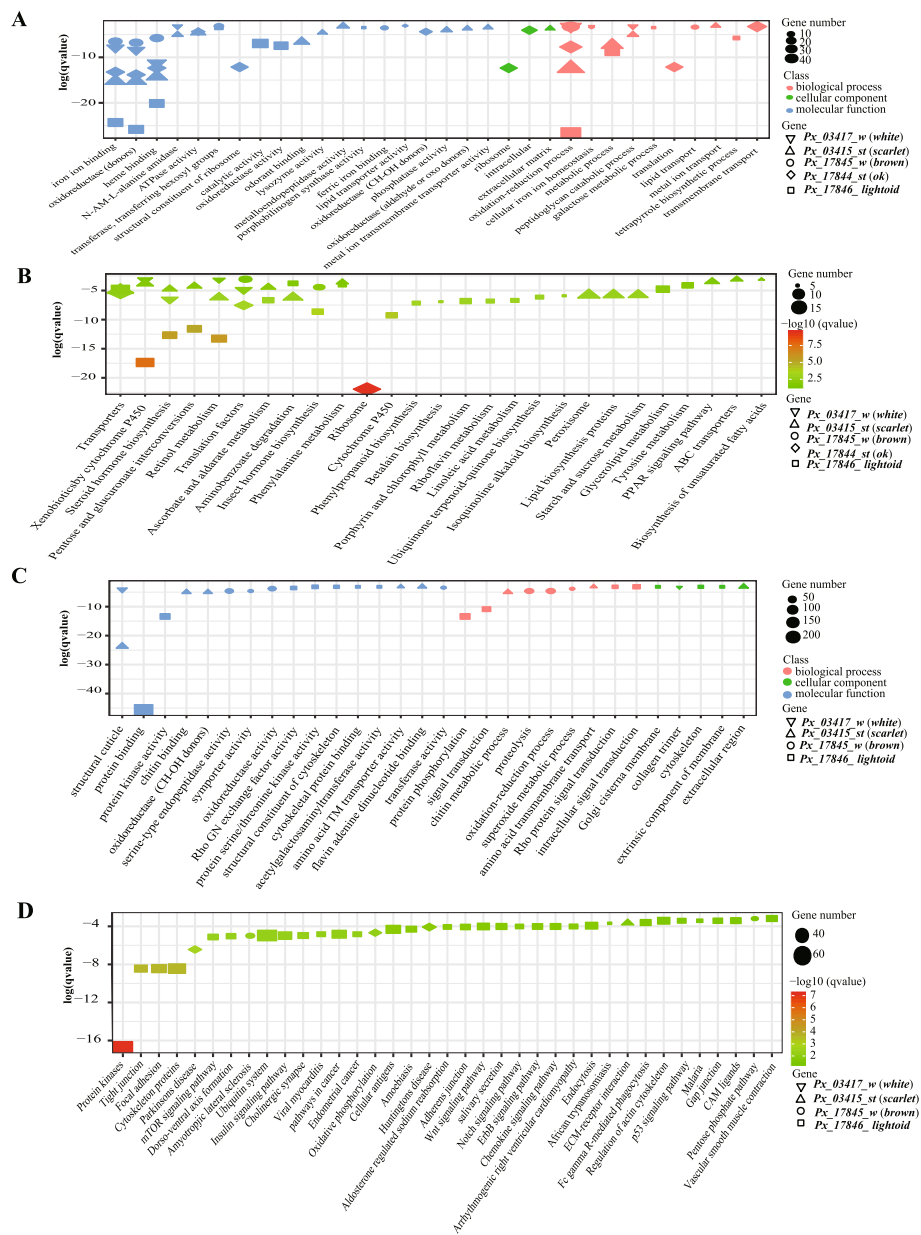 A
log(qvalue)
−10
−20
iron ion binding
oxidoreductase (donors)
heme binding
N-AM-L-alanine amidase
ATPase activity
transferase, transferring hexosyl groups
structural constituent of ribosome
catalytic activity
oxidoreductase activity
odorant binding
lysozyme activity
metalloendopeptidase activity
porphobilinogen synthase activity
ferric iron binding
lipid transporter activity
oxidoreductase (CH-OH donors)
phosphatase activity
oxidoreductase (aldehyde or oxo donors)
metal ion transmembrane transporter activity
ribosome
intracellular
extracellular matrix
oxidation-reduction process
cellular iron ion homeostasis
metabolic process
peptidoglycan catabolic process
galactose metabolic process
translation
lipid transport
metal ion transport
tetrapyrrole biosynthetic process
transmembrane transport
Gene number
10
20
30
40
Class
biological process
cellular component
molecular function
Gene
Px_03417_w (white)
Px_03415_st (scarlet)
Px_17845_w (brown)
Px_17844_st (ok)
Px_17846_lightoid
B
log(qvalue)
−5
−10
−15
−20
Transporters
Xenobioticsby cytochrome P450
Steroid hormone biosynthesis
Pentose and glucuronate interconversions
Retinol metabolism
Translation factors
Ascorbate and aldarate metabolism
Aminobenzoate degradation
Insect hormone biosynthesis
Phenylalanine metabolism
Ribosome
Cytochrome P450
Phenylpropanoid biosynthesis
Betalain biosynthesis
Porphyrin and chlorophyll metabolism
Riboflavin metabolism
Linoleic acid metabolism
Ubiquinone terpenoid-quinone biosynthesis
Isoquinoline alkaloid biosynthesis
Peroxisome
Lipid biosynthesis proteins
Starch and sucrose metabolism
Glycerolipid metabolism
Tyrosine metabolism
PPAR signaling pathway
ABC transporters
Biosynthesis of unsaturated fatty acids
Gene number
5
10
15
−log10 (qvalue)
7.5
5.0
2.5
Gene
Px_03417_w (white)
Px_03415_st (scarlet)
Px_17845_w (brown)
Px_17844_st (ok)
Px_17846_lightoid
C
log(qvalue)
−10
−20
−30
−40
structural cuticle
protein binding
protein kinase activity
chitin binding
oxidoreductase (CH-OH donors)
serine-type endopeptidase activity
symporter activity
oxidoreductase activity
Rho GN exchange factor activity
protein serine/threonine kinase activity
structural constituent of cytoskeleton
cytoskeletal protein binding
acetylgalactosaminyltransferase activity
amino acid TM transporter activity
flavin adenine dinucleotide binding
transferase activity
protein phosphorylation
signal transduction
chitin metabolic process
proteolysis
oxidation-reduction process
superoxide metabolic process
amino acid transmembrane transport
Rho protein signal transduction
intracellular signal transduction
Golgi cisterna membrane
collagen trimer
cytoskeleton
extrinsic component of membrane
extracellular region
Gene number
50
100
150
200
Class
biological process
cellular component
molecular function
Gene
Px_03417_w (white)
Px_03415_st (scarlet)
Px_17845_w (brown)
Px_17846_ lightoid
D
log(qvalue)
−4
−8
−12
−16
Protein kinases
Tight junction
Focal adhesion
Cytoskeleton proteins
Parkinsons disease
mTOR signaling pathway
Dorso-ventral axis formation
Amyotropic lateral sclerosis
Ubiquitin system
Insulin signaling pathway
Cholinergic synpse
Viral myocarditis
pathways in cancer
Endometrial cancer
Oxidative phosphorylation
Cellular antigens
Amoebiasis
Huntingtons disease
Aldosterone regulated sodium reabsorption
Adherens junction
Wnt signaling pathway
salivary secretion
Notch signaling pathway
ErbB signaling pathway
Chemokine signaling pathway
Arrhythmogenic right ventricular cardiomyopathy
Endocytosis
African trypanosomiasis
ECM-receptor interaction
Fc gamma R-mediated phagocytosis
Regulation of actin cytoskeleton
p53 signaling pathway
Malaria
Gap junction
CAM ligands
Pentose phosphate pathway
Vascular smooth muscle contraction
Gene number
40
60
−log10 (qvalue)
7
6
5
4
3
2
Gene
Px_03417_w (white)
Px_03415_st (scarlet)
Px_17845_w (brown)
Px_17846_lightoid